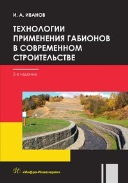 И. А. ИВАНОВ
ТЕХНОЛОГИИ
ПРИМЕНЕНИЯ ГАБИОНОВ
В СОВРЕМЕННОМ
СТРОИТЕЛЬСТВЕ
2-е издание
«Инфра-Инженерия»